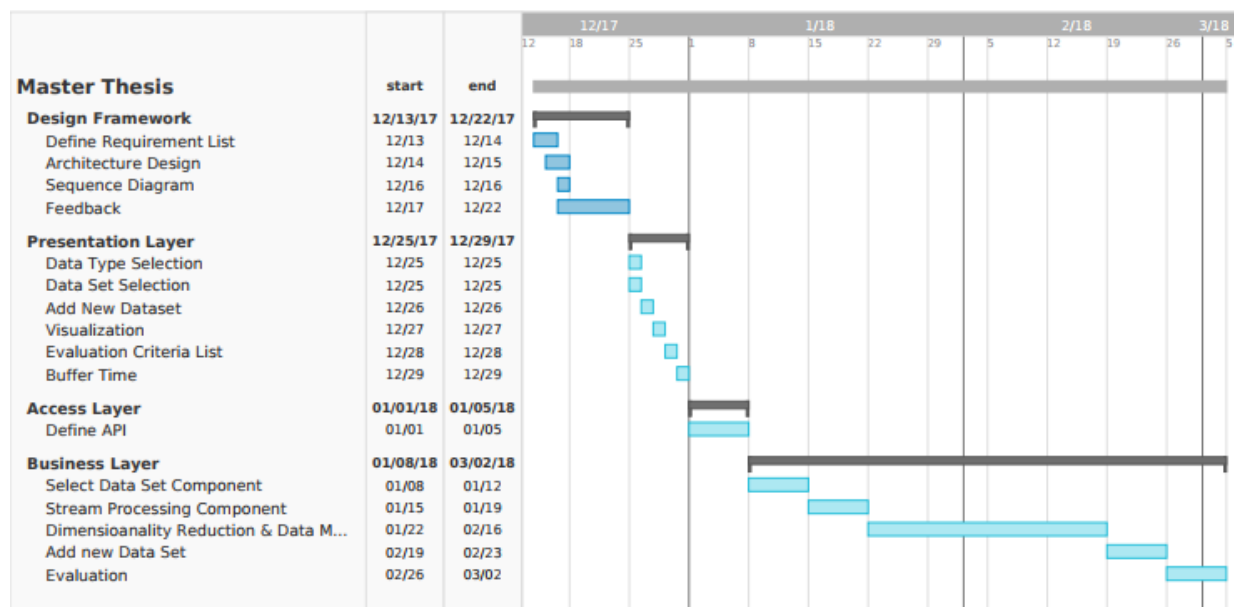 12/17 1/18 2/18 3/18
12 18 25 1 8 15 22 29 5 12 19 26 5
Master Thesis start end
Design Framework 12/13/17 12/22/17
Define Requirement List 12/13 12/14
Architecture Design 12/14 12/15
Sequence Diagram 12/16 12/16
Feedback 12/17 12/22
Presentation Layer 12/25/17 12/29/17
Data Type Selection 12/25 12/25
Data Set Selection 12/25 12/25
Add New Dataset 12/26 12/26
Visualization 12/27 12/27
Evaluation Criteria List 12/28 12/28
Buffer Time 12/29 12/29
Access Layer 01/01/18 01/05/18
Define API 01/01 01/05
Business Layer 01/08/18 03/02/18
Select Data Set Component 01/08 01/12
Stream Processing Component 01/15 01/19
Dimensioanality Reduction & Data M... 01/22 02/16
Add new Data Set 02/19 02/23
Evaluation 02/26 03/02